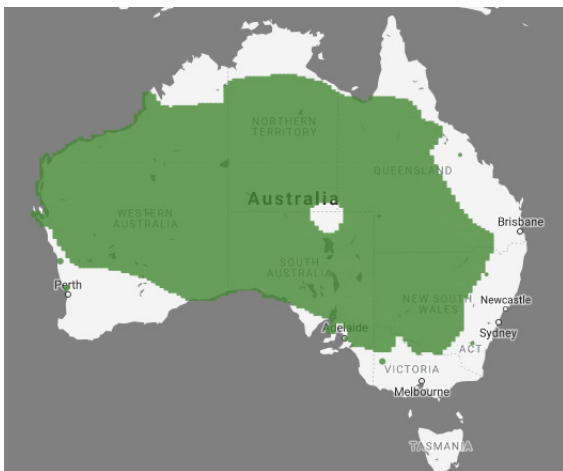 NORTHERN
TERRITORY
QUEENSLAND
Australia
WESTERN
AUSTRALIA
Brisbane
SOUTH
AUSTRALIA
Perth
NEW SOUTH
WALES
Newcastle
Adelaide
Sydney
ACT
VICTORIA
Melbourne
TASMANIA